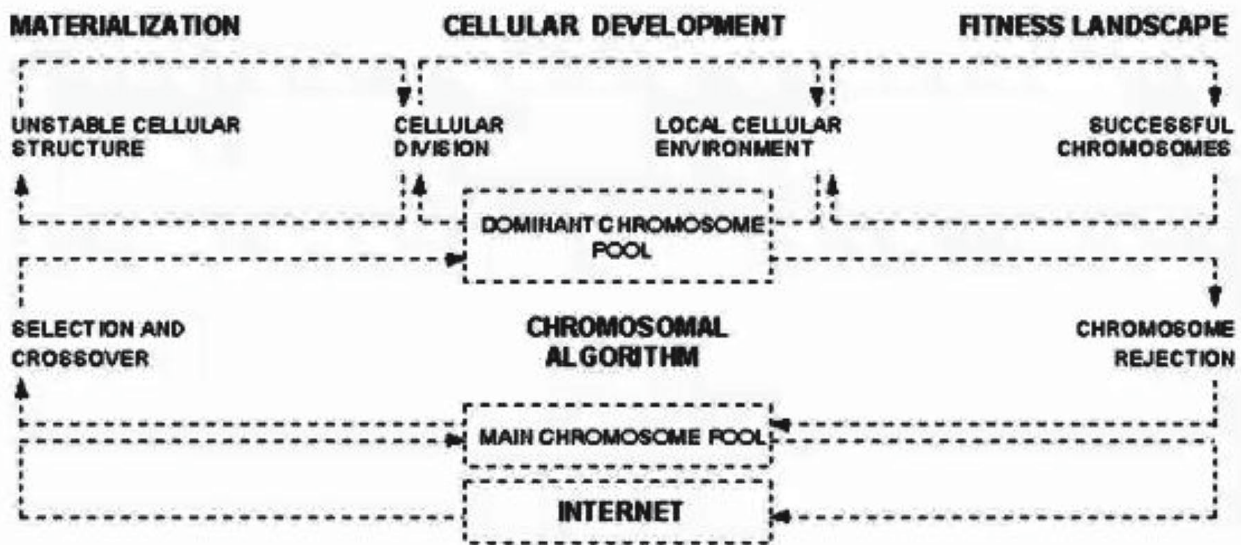 MATERIALIZATION
CELLULAR DEVELOPMENT
FITNESS LANDSCAPE
UNSTABLE CELLULAR
STRUCTURE
CELLULAR
DIVISION
LOCAL CELLULAR
ENVIRONMENT
SUCCESSFUL
CHROMOSOMES
DOMINANT CHROMOSOME
POOL
SELECTION AND
CROSSOVER
CHROMOSOMAL
ALGORITHM
CHROMOSOME
REJECTION
MAIN CHROMOSOME POOL
INTERNET